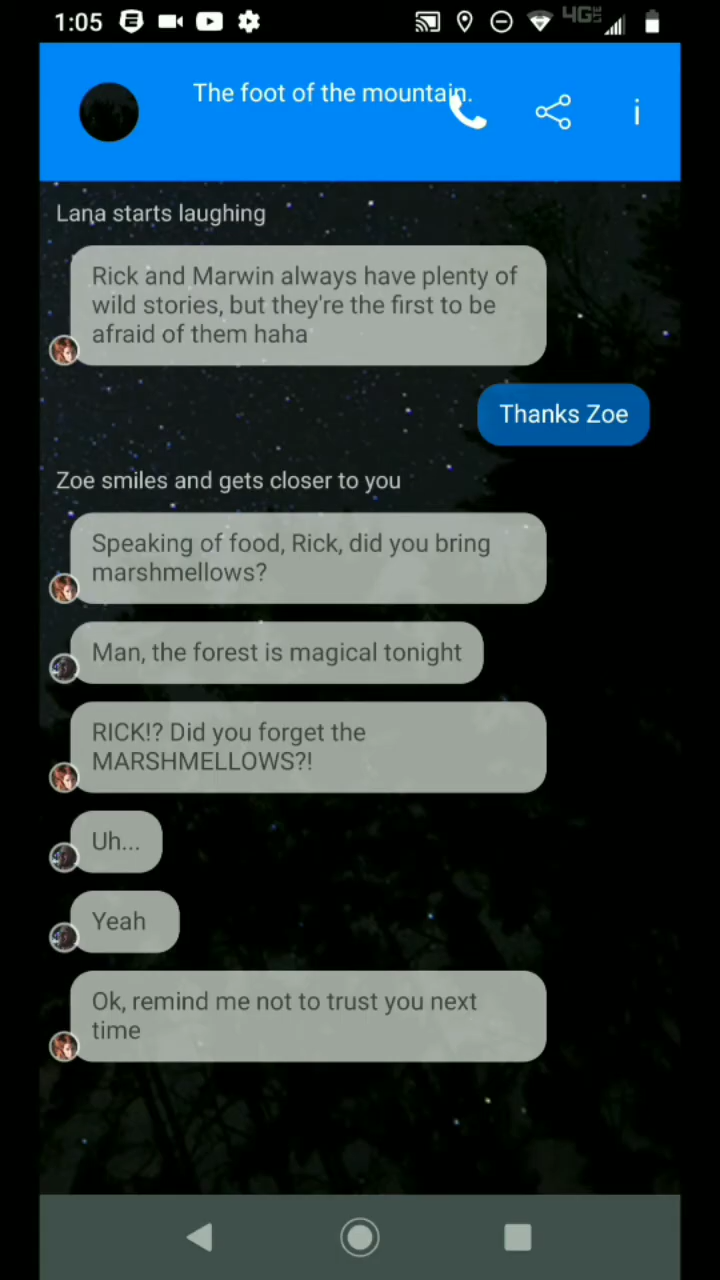 1:05
4G LTE
The foot of the mountain.
i
Lana starts laughing
Rick and Marwin always have plenty of
wild stories, but they're the first to be
afraid of them haha
Thanks Zoe
Zoe smiles and gets closer to you
Speaking of food, Rick, did you bring
marshmellows?
Man, the forest is magical tonight
RICK!? Did you forget the
MARSHMELLOWS?!
Uh...
Yeah
Ok, remind me not to trust you next
time